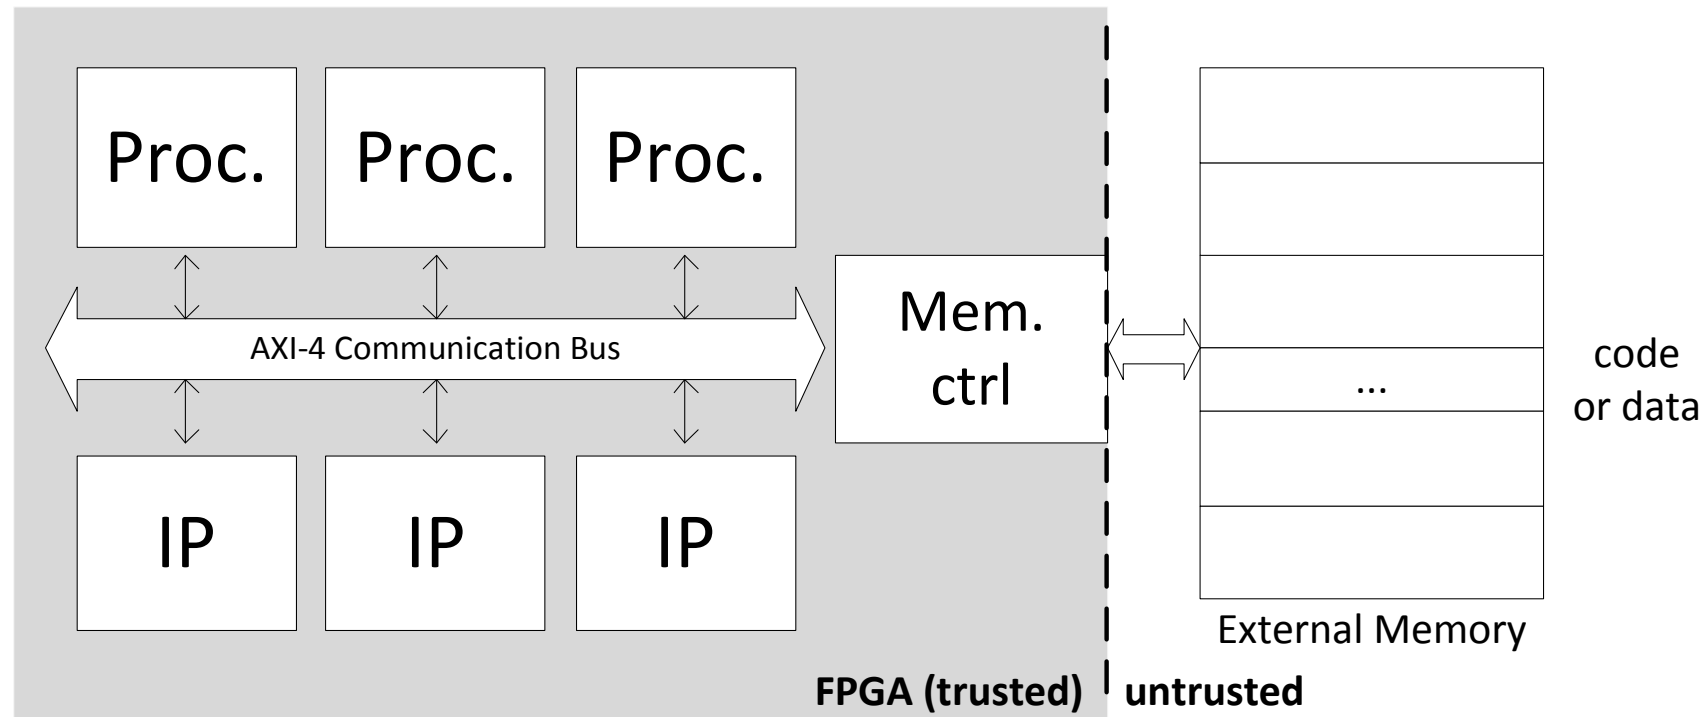 Proc.
Proc.
Proc.
AXI-4 Communication Bus
Mem.
ctrl
IP
IP
IP
...
code
or data
External Memory
FPGA (trusted)
untrusted